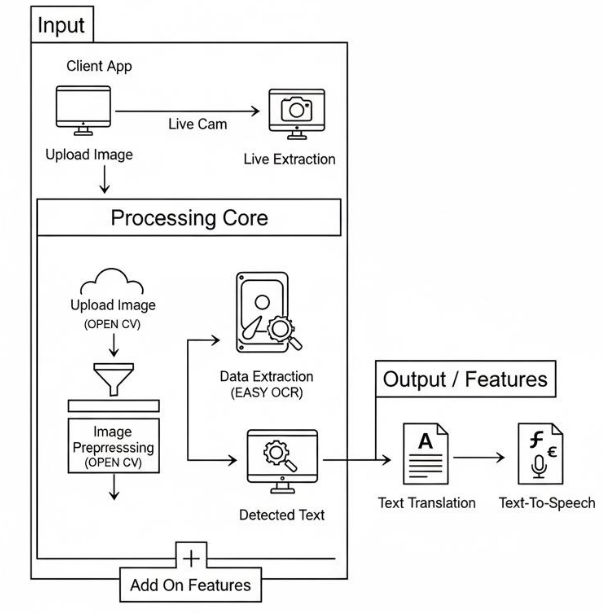 Input
Client App
Live Cam
Upload Image
Live Extraction
Processing Core
Upload Image
(OPEN CV)
Image
Preprresssing
(OPEN CV)
Data Extraction
(EASY OCR)
Detected Text
Output / Features
A
Text Translation
€
Text-To-Speech
+
Add On Features